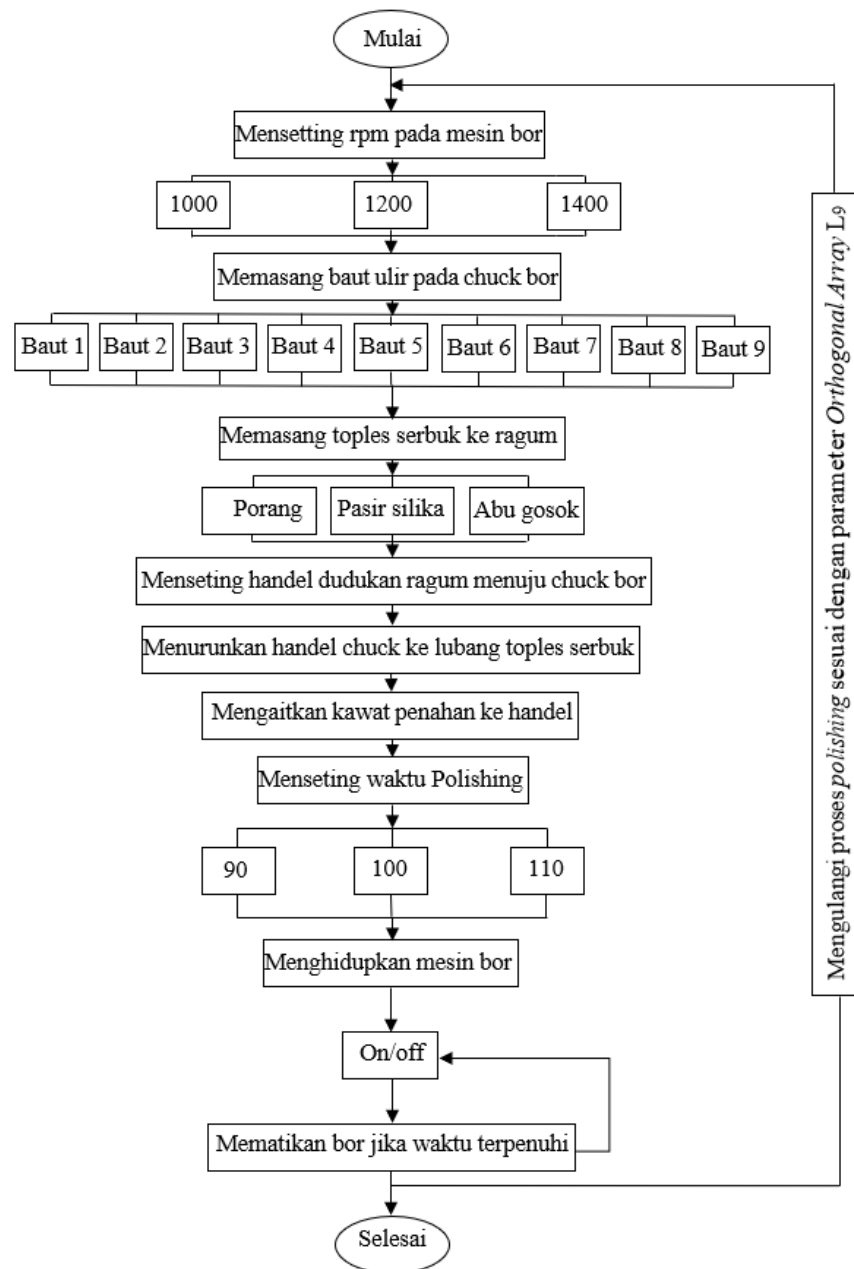 Mulai
Mensetting rpm pada mesin bor
1000 1200 1400
Memasang baut ulir pada chuck bor
Baut 1 Baut 2 Baut 3 Baut 4 Baut 5 Baut 6 Baut 7 Baut 8 Baut 9
Memasang toples serbuk ke ragum
Porang Pasir silika Abu gosok
Menseting handel dudukan ragum menuju chuck bor
Menurunkan handel chuck ke lubang toples serbuk
Mengaitkan kawat penahan ke handel
Menseting waktu Polishing
90 100 110
Menghidupkan mesin bor
On/off
Mematikan bor jika waktu terpenuhi
Selesai
Mengulangi proses polishing sesuai dengan parameter Orthogonal Array L9